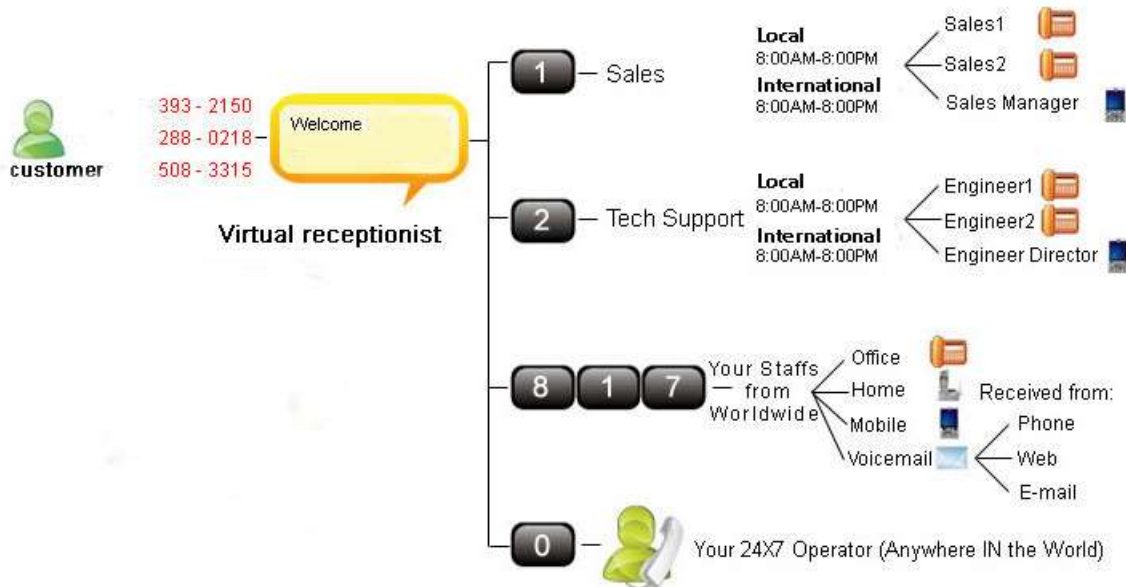 customer
393 - 2150
288 - 0218
508 - 3315
Welcome
Virtual receptionist
1
Sales
Local
8:00AM-8:00PM
International
8:00AM-8:00PM
Sales1
Sales2
Sales Manager
2
Tech Support
Local
8:00AM-8:00PM
International
8:00AM-8:00PM
Engineer1
Engineer2
Engineer Director
8 1 7
Your Staffs
from
Worldwide
Office
Home
Mobile
Voicemail
Received from:
Phone
Web
E-mail
0
Your 24X7 Operator (Anywhere IN the World)